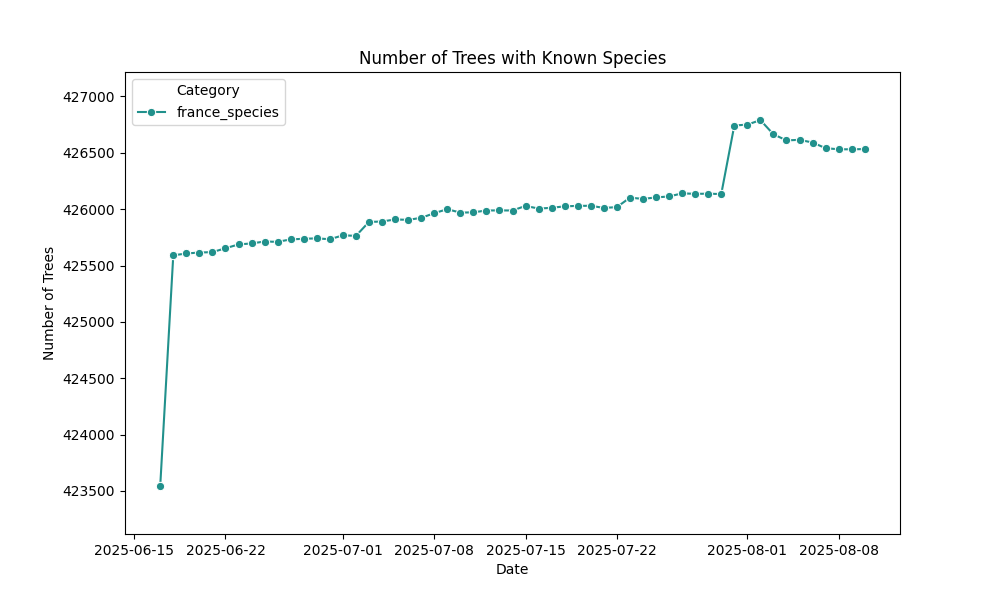 Number of Trees with Known Species
Category
france_species
427000
426500
426000
425500
425000
424500
424000
423500
Number of Trees
2025-06-15 2025-06-22 2025-07-01 2025-07-08 2025-07-15 2025-07-22 2025-08-01 2025-08-08
Date